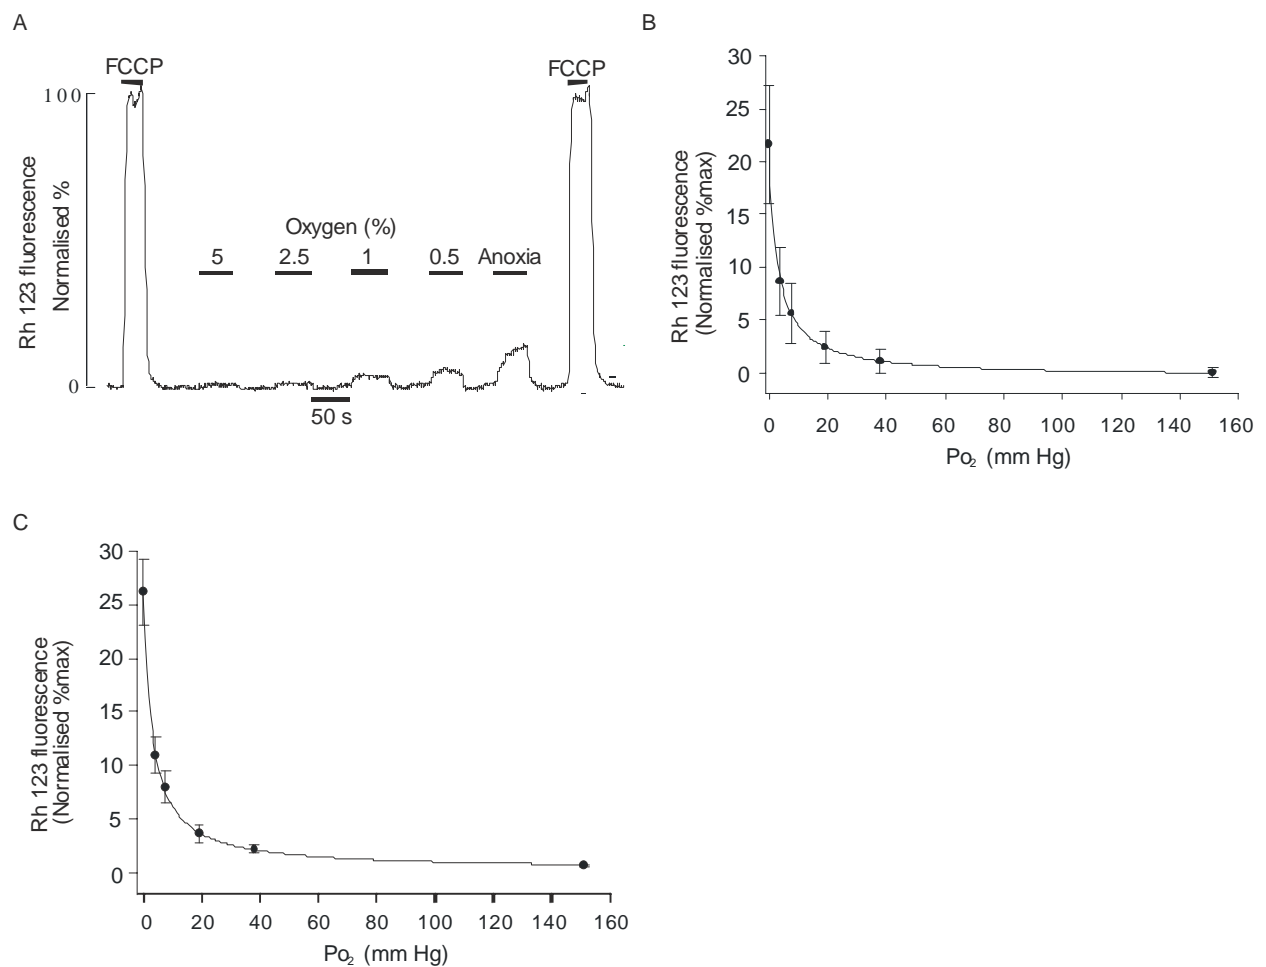 A
FCCP
FCCP
100
Rh 123 fluorescence
Normalised %
Oxygen (%)
5 2.5 1 0.5 Anoxia
0
50 s
B
30
25
20
15
10
5
0
Rh 123 fluorescence
(Normalised %max)
0 20 40 60 80 100 120 140 160
Po₂ (mm Hg)
C
30
25
20
15
10
5
0
Rh 123 fluorescence
(Normalised %max)
0 20 40 60 80 100 120 140 160
Po₂ (mm Hg)